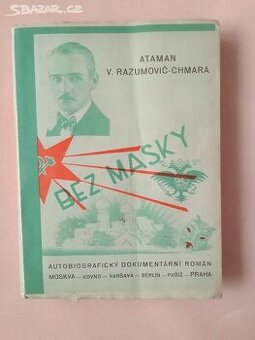 SBAZAR.CZ
ATAMAN
V. RAZUMOVIČ-CHMARA
BEZ MASKY
AUTOBIOGRAFICKÝ DOKUMENTÁRNÍ ROMÁN
MOSKVA — KOVNO — VARŠAVA — BERLÍN — PAŘÍŽ — PRAHA